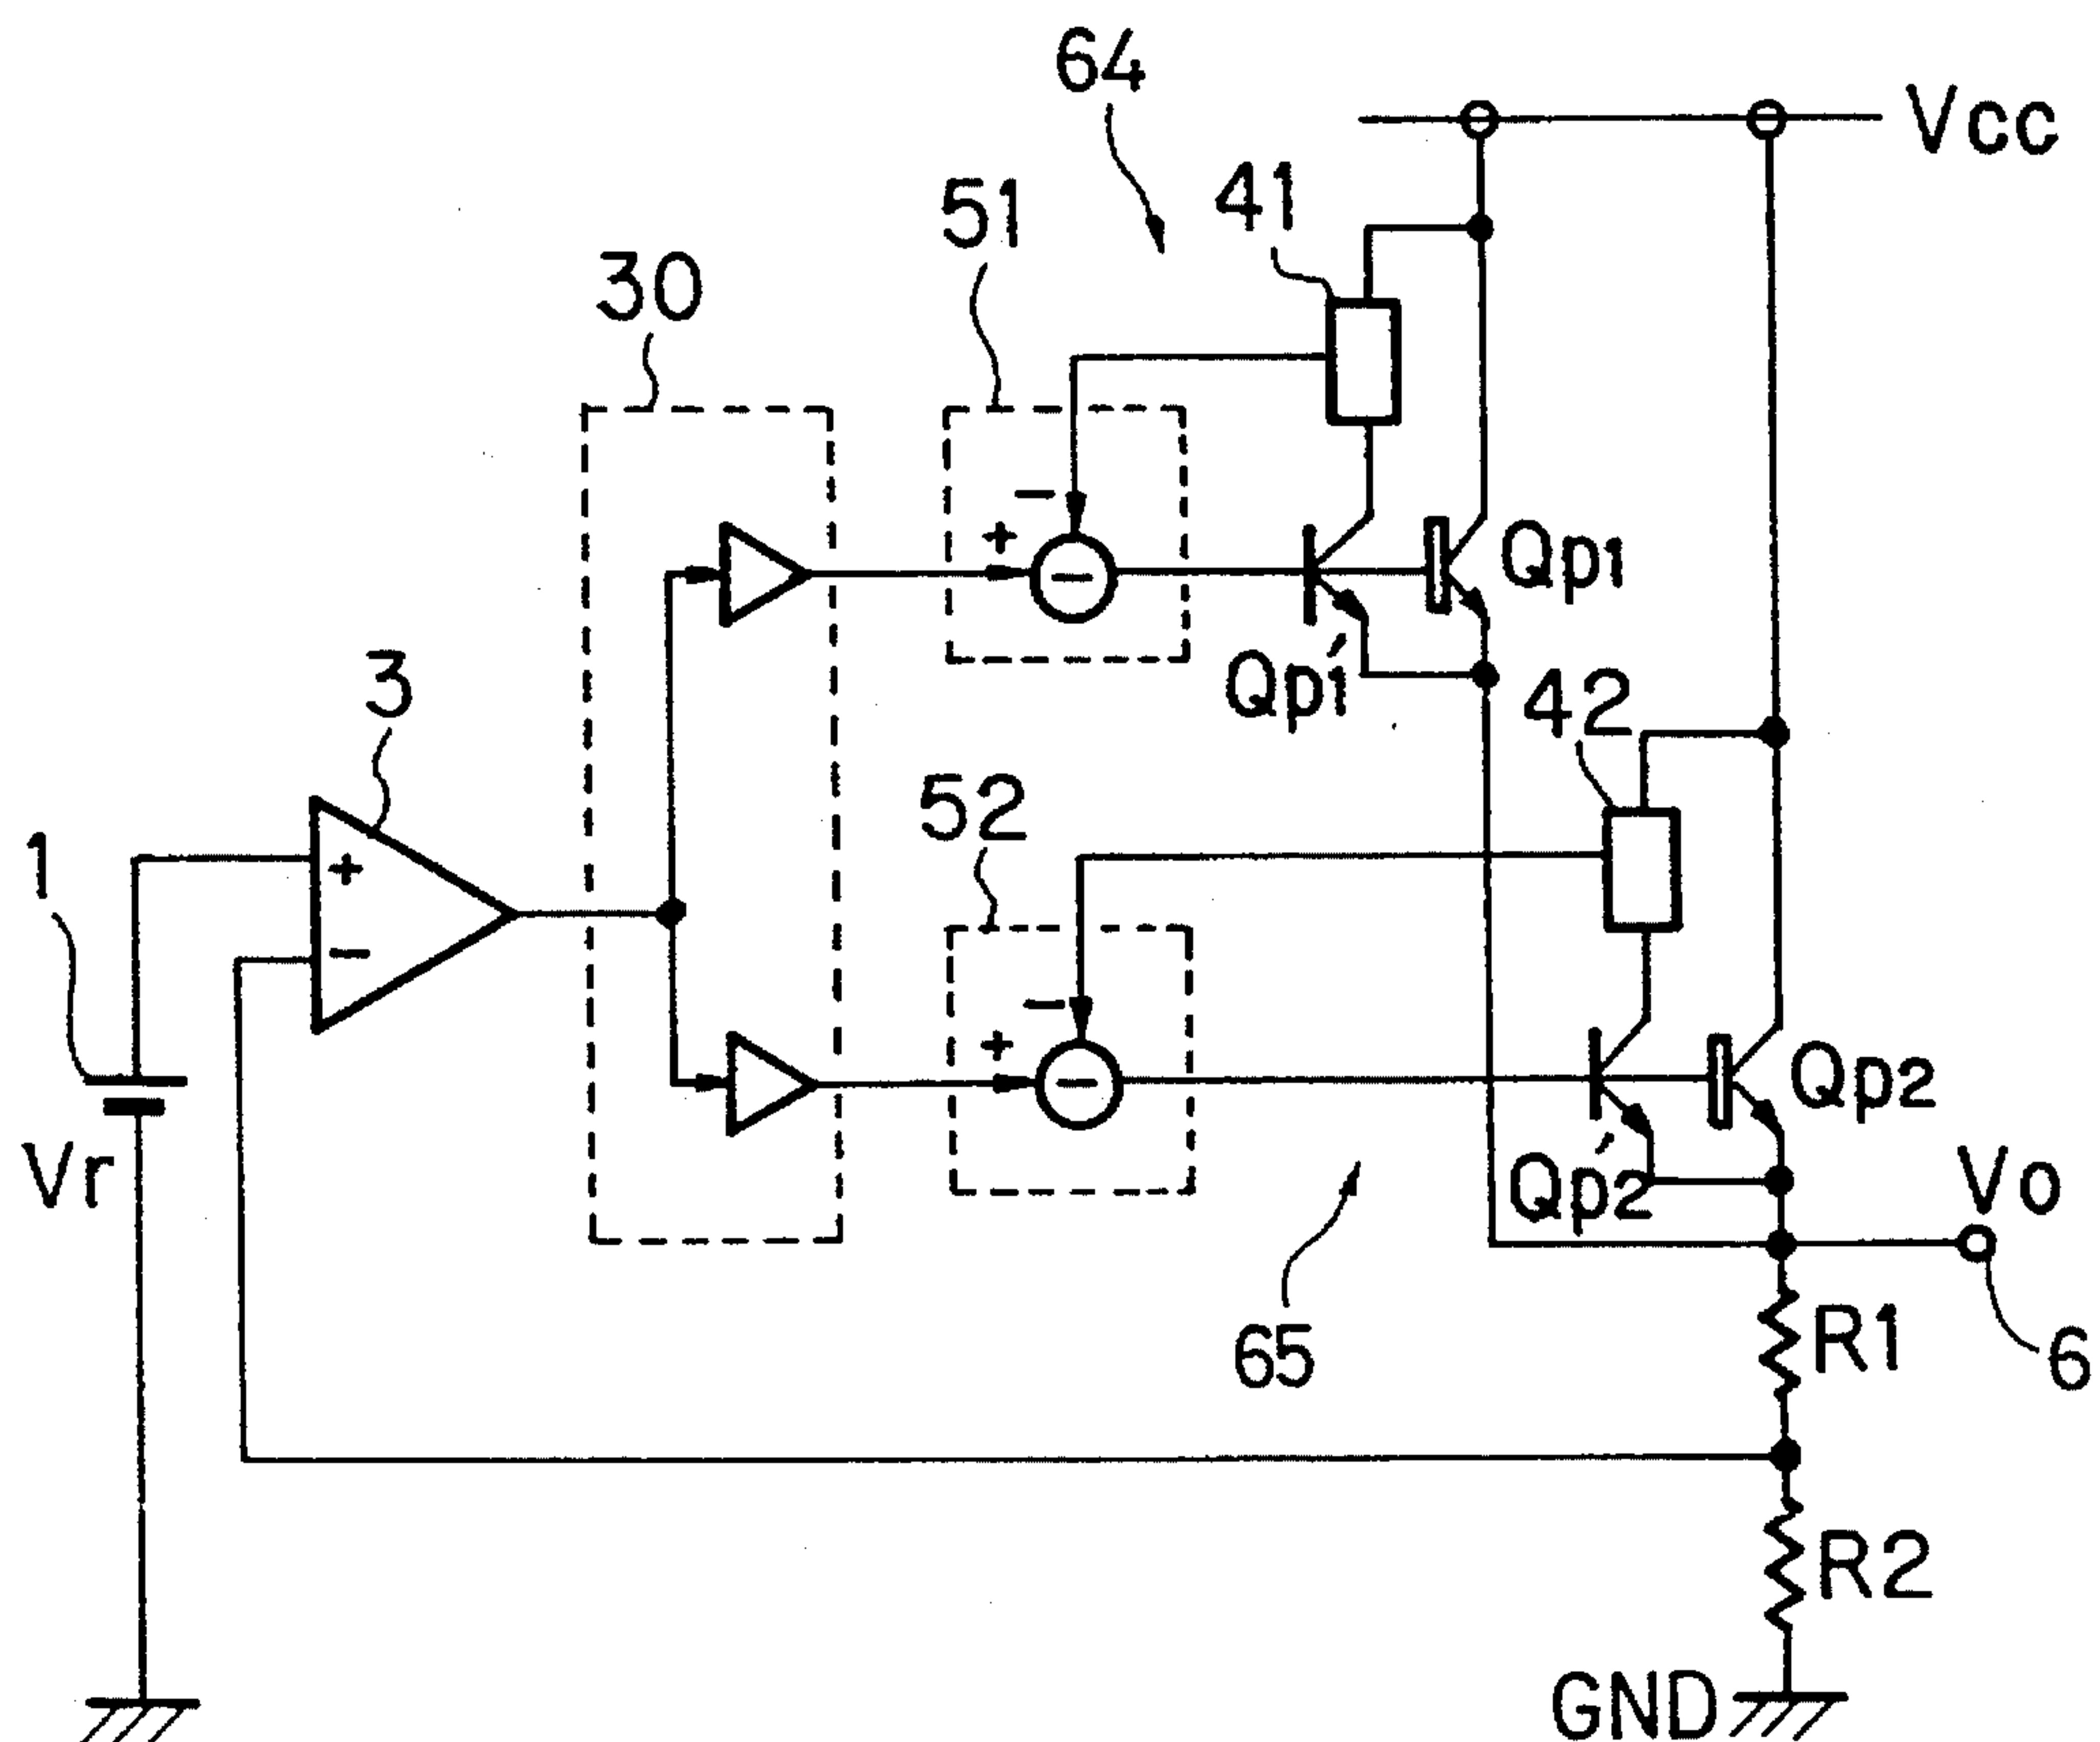 64
Vcc
41
51
30
+
−
−
Qp1
Qp1′
3
42
52
1
+
−
−
+
−
Qp2
Qp2′
Vr
Vo
65
R1
6
R2
GND